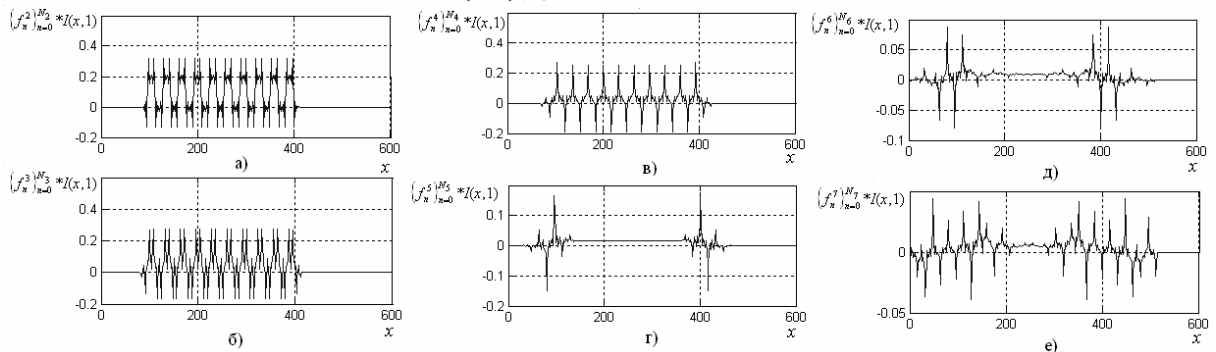 {f_n^2}_{n=0}^{N_2} * I(x,1)
0.4
0.2
0
-0.2
0 200 400 600
x
а)
{f_n^4}_{n=0}^{N_4} * I(x,1)
0.4
0.2
0
-0.2
0 200 400 600
x
в)
{f_n^6}_{n=0}^{N_6} * I(x,1)
0.05
0
-0.05
-0.1
0 200 400 600
x
д)
{f_n^3}_{n=0}^{N_3} * I(x,1)
0.4
0.2
0
-0.2
0 200 400 600
x
б)
{f_n^5}_{n=0}^{N_5} * I(x,1)
0.1
0
-0.1
-0.2
0 200 400 600
x
г)
{f_n^7}_{n=0}^{N_7} * I(x,1)
0.05
0
-0.05
0 200 400 600
x
е)